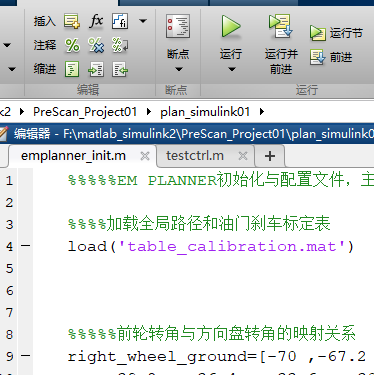 插入 fx
注释 %
缩进
断点
运行
运行并
前进
运行节
前进
编辑
断点
运行
PreScan_Project01 plan_simulink01
编辑器 - F:\matlab_simulink2\PreScan_Project01\plan_simulink0
emplanner_init.m testctrl.m +
1 %%%%%EM PLANNER初始化与配置文件，主
2
3 %%%%加载全局路径和油门刹车标定表
4 load('table_calibration.mat')
5
6
7
8 %%%%%前轮转角与方向盘转角的映射关系
9 right_wheel_ground=[-70 ,-67.2